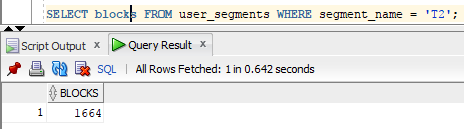 SELECT blocks FROM user_segments WHERE segment_name = 'T2';
Script Output x Query Result x
SQL | All Rows Fetched: 1 in 0.642 seconds
BLOCKS
1 1664